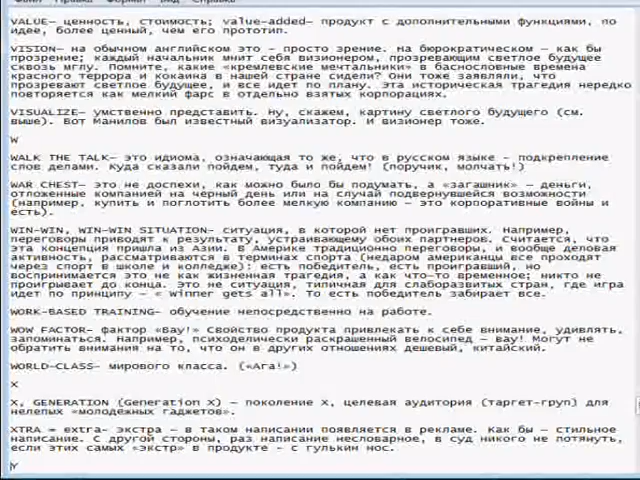 VALUE– ценность, стоимость; value-added– продукт с дополнительными функциями, по
идее, более ценный, чем его прототип.
VISION– на обычном английском это – просто зрение. На бюрократическом – как бы
прозрение; каждый начальник мнит себя визионером, прозревающим светлое будущее
сквозь мглу. Помните, какие «кремлевские мечтальники» в баснословные времена
красного террора и кокаина в нашей стране сидели? Они тоже заявляли, что
прозревают светлое будущее, и все идет по плану. Эта историческая трагедия нередко
повторяется как мелкий фарс в отдельно взятых корпорациях.
VISUALIZE– умственно представить. Ну, скажем, картину светлого будущего (см.
выше). Вот Манилов был известный визуализатор. И визионер тоже.
W
WALK THE TALK– это идиома, означающая то же, что в русском языке – подкрепление
слов делами. Куда сказали пойдем, туда и пойдем! (поручик, молчать!)
WAR CHEST– это не доспехи, как можно было бы подумать, а «загашник» – деньги,
отложенные компанией на черный день или на случай подвернувшейся возможности
(например, купить и поглотить более мелкую компанию – это корпоративные войны и
есть).
WIN-WIN, WIN-WIN SITUATION– ситуация, в которой нет проигравших. Например,
переговоры приводят к результату, устраивающему обоих партнеров. Считается, что
эта концепция пришла из Азии. В Америке традиционно переговоры, и вообще деловая
активность, рассматриваются в терминах спорта (недаром американцы все проходят
через спорт в школе и колледже): есть победитель, есть проигравший, но
воспринимается это не как жизненная трагедия, а как что-то временное; никто не
проигрывает до конца. Это не ситуация, типичная для слаборазвитых стран, где игра
идет по принципу – « Winner gets all». То есть победитель забирает все.
WORK-BASED TRAINING– обучение непосредственно на работе.
WOW FACTOR– фактор «Вау!» Свойство продукта привлекать к себе внимание, удивлять,
запоминаться. Например, психоделически раскрашенный велосипед – вау! Могут не
обратить внимания на то, что он в других отношениях дешевый, китайский.
WORLD-CLASS– мирового класса. («Ага!»)
X
X, GENERATION (Generation X) – поколение X, целевая аудитория (таргет-груп) для
нелепых «молодежных гаджетов».
XTRA = extra- экстра – в таком написании появляется в рекламе. Как бы – стильное
написание. С другой стороны, раз написание несловарное, в суд никого не потянуть,
если этих самых «экстр» в продукте - с гулькин нос.
Y